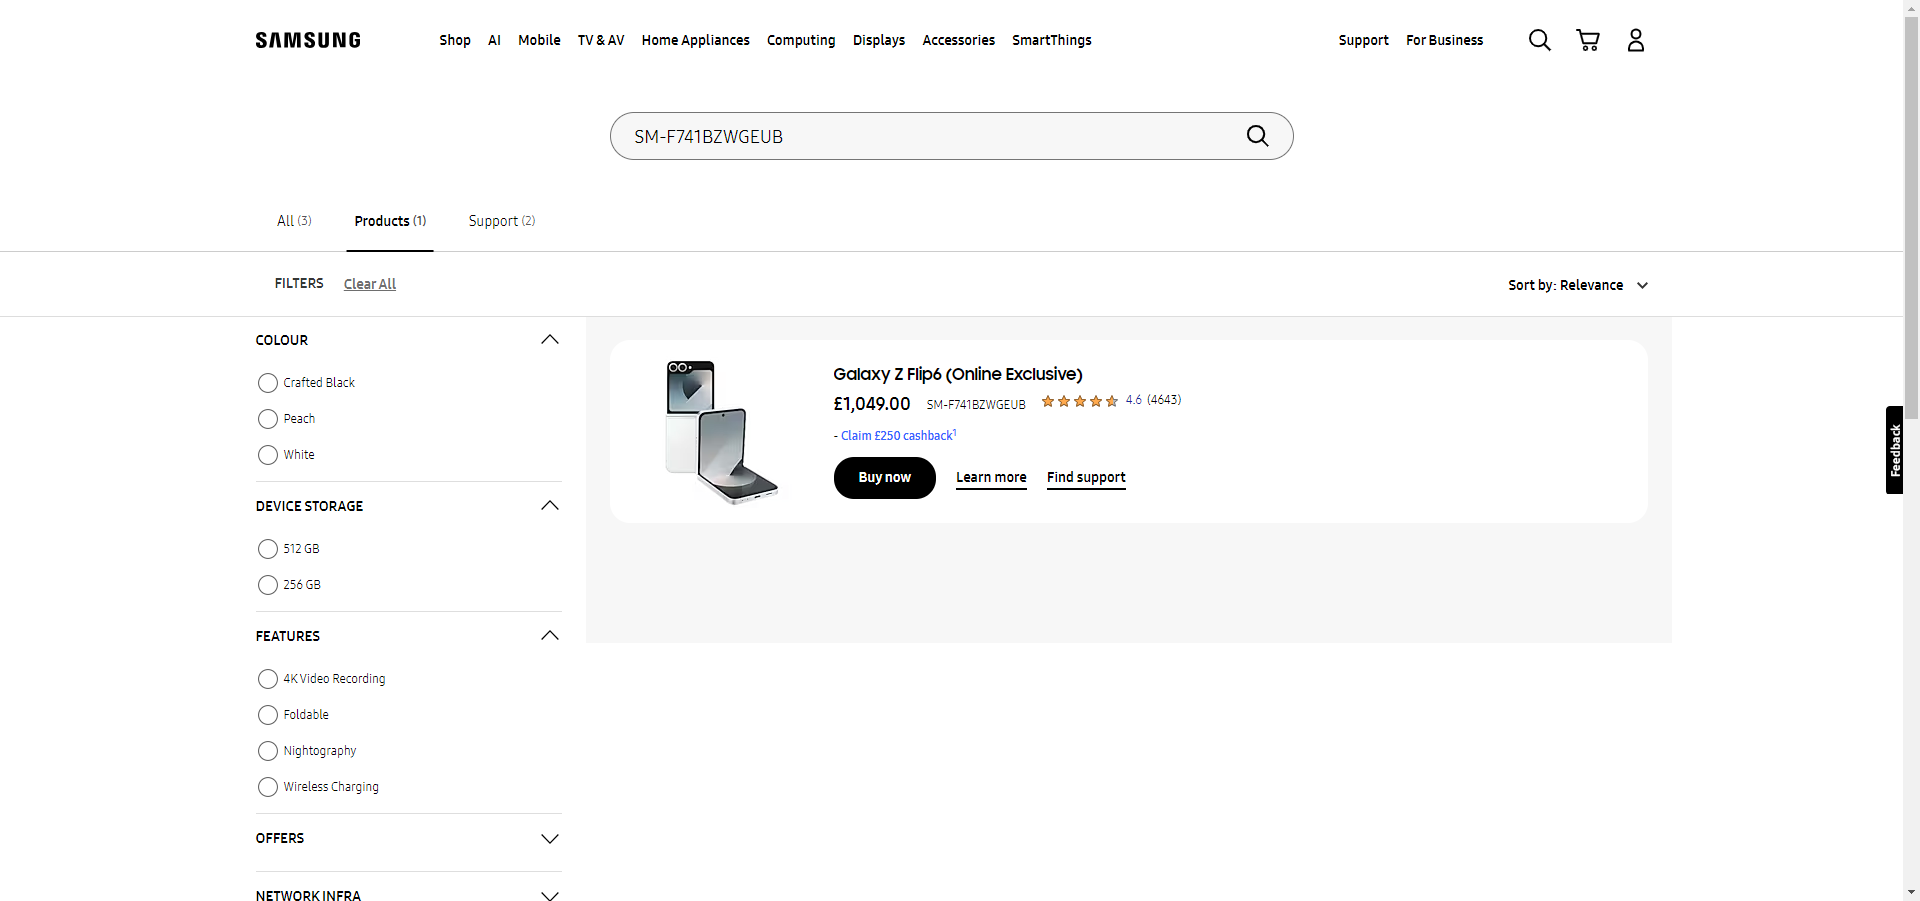 SAMSUNG
Shop AI Mobile TV & AV Home Appliances Computing Displays Accessories SmartThings Support For Business
SM-F741BZWGEUB
All (3) Products (1) Support (2)
FILTERS Clear All Sort by: Relevance
COLOUR
Crafted Black
Peach
White
DEVICE STORAGE
512 GB
256 GB
FEATURES
4K Video Recording
Foldable
Nightography
Wireless Charging
OFFERS
NETWORK INFRA
Galaxy Z Flip6 (Online Exclusive)
£1,049.00 SM-F741BZWGEUB 4.6 (4643)
- Claim £250 cashback¹
Buy now Learn more Find support
Feedback